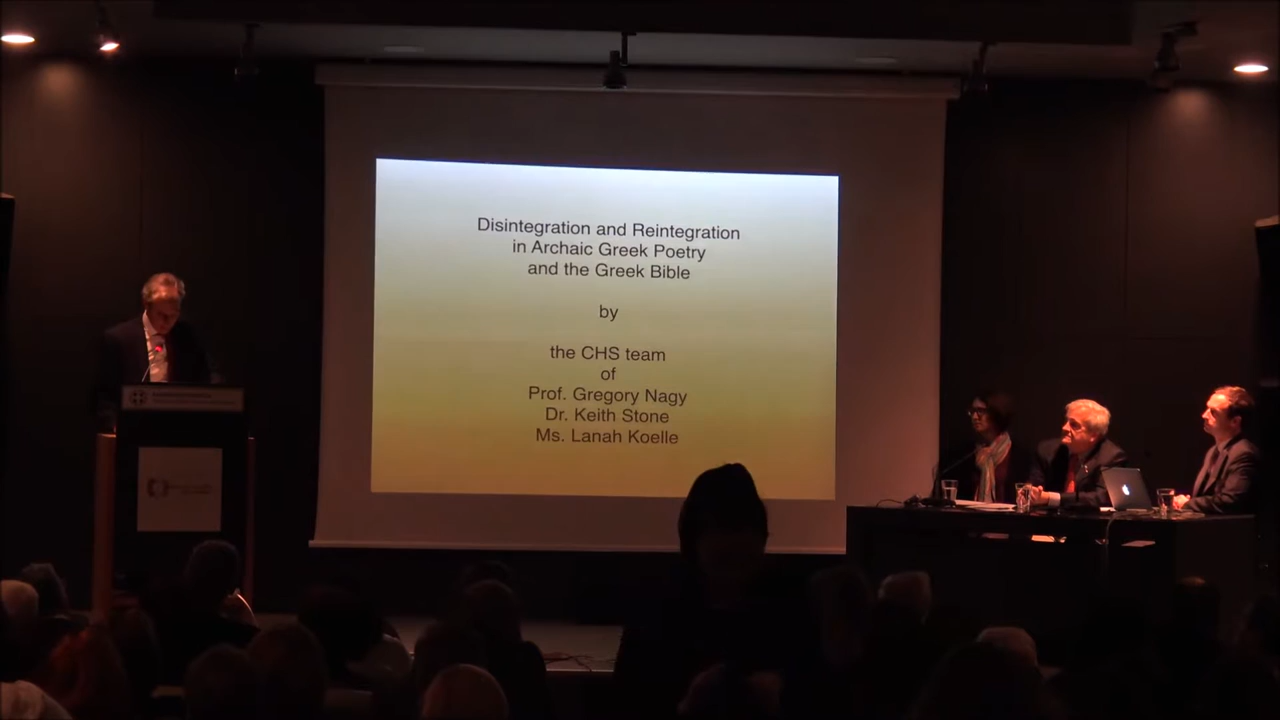 Disintegration and Reintegration
in Archaic Greek Poetry
and the Greek Bible
by
the CHS team
of
Prof. Gregory Nagy
Dr. Keith Stone
Ms. Lanah Koelle